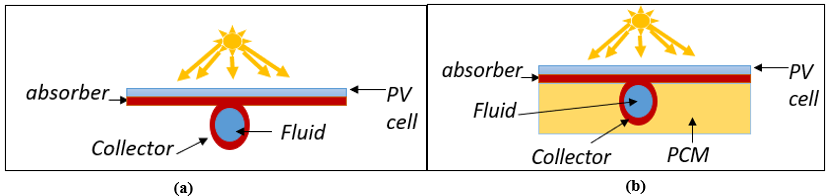 absorber
PV
cell
Fluid
Collector
(a)
absorber
PV
cell
Fluid
Collector
PCM
(b)